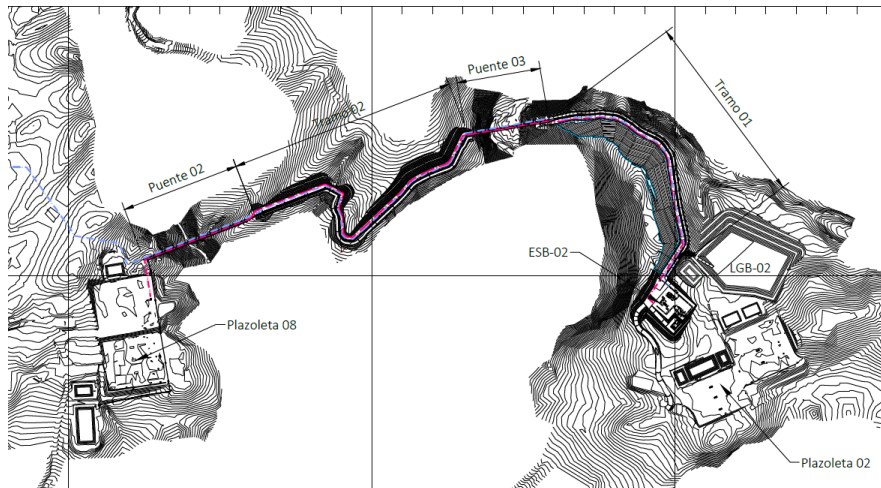 Puente 03
Tramo 02
Tramo 01
Puente 02
ESB-02
LGB-02
Plazoleta 08
Plazoleta 02